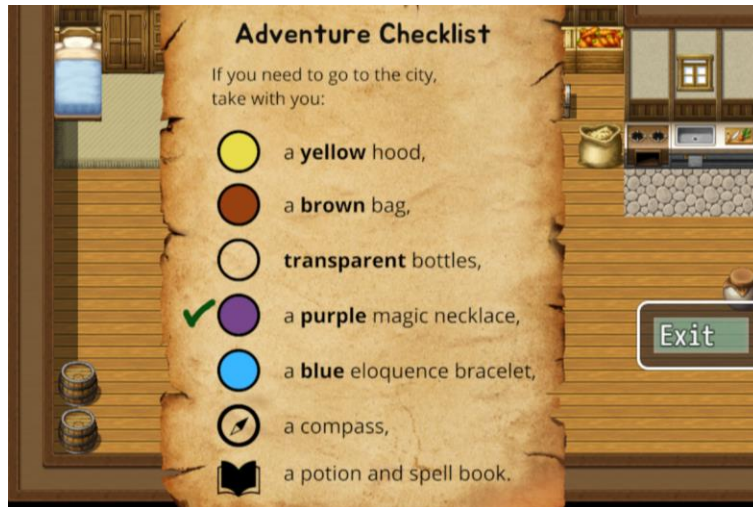 Adventure Checklist
If you need to go to the city,
take with you:
a yellow hood,
a brown bag,
transparent bottles,
a purple magic necklace,
a blue eloquence bracelet,
a compass,
a potion and spell book.
Exit